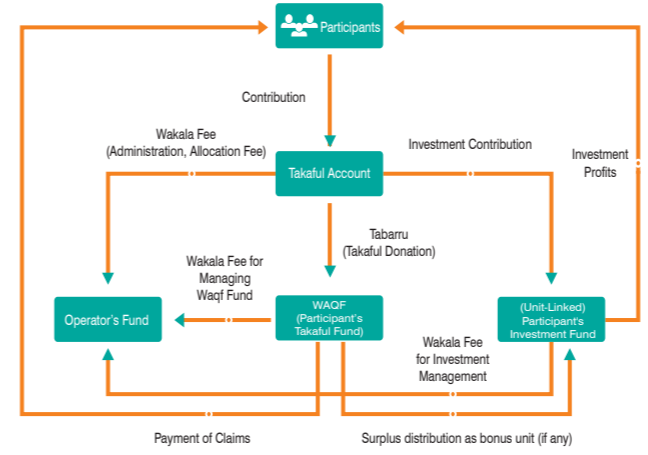 Participants
Contribution
Wakala Fee
(Administration, Allocation Fee)
Investment Contribution
Investment
Profits
Takaful Account
Tabarru
(Takaful Donation)
Wakala Fee for
Managing
Waqf Fund
Operator's Fund
WAQF
(Participant's
Takaful Fund)
(Unit-Linked)
Participant's
Investment Fund
Wakala Fee
for Investment
Management
Payment of Claims
Surplus distribution as bonus unit (if any)